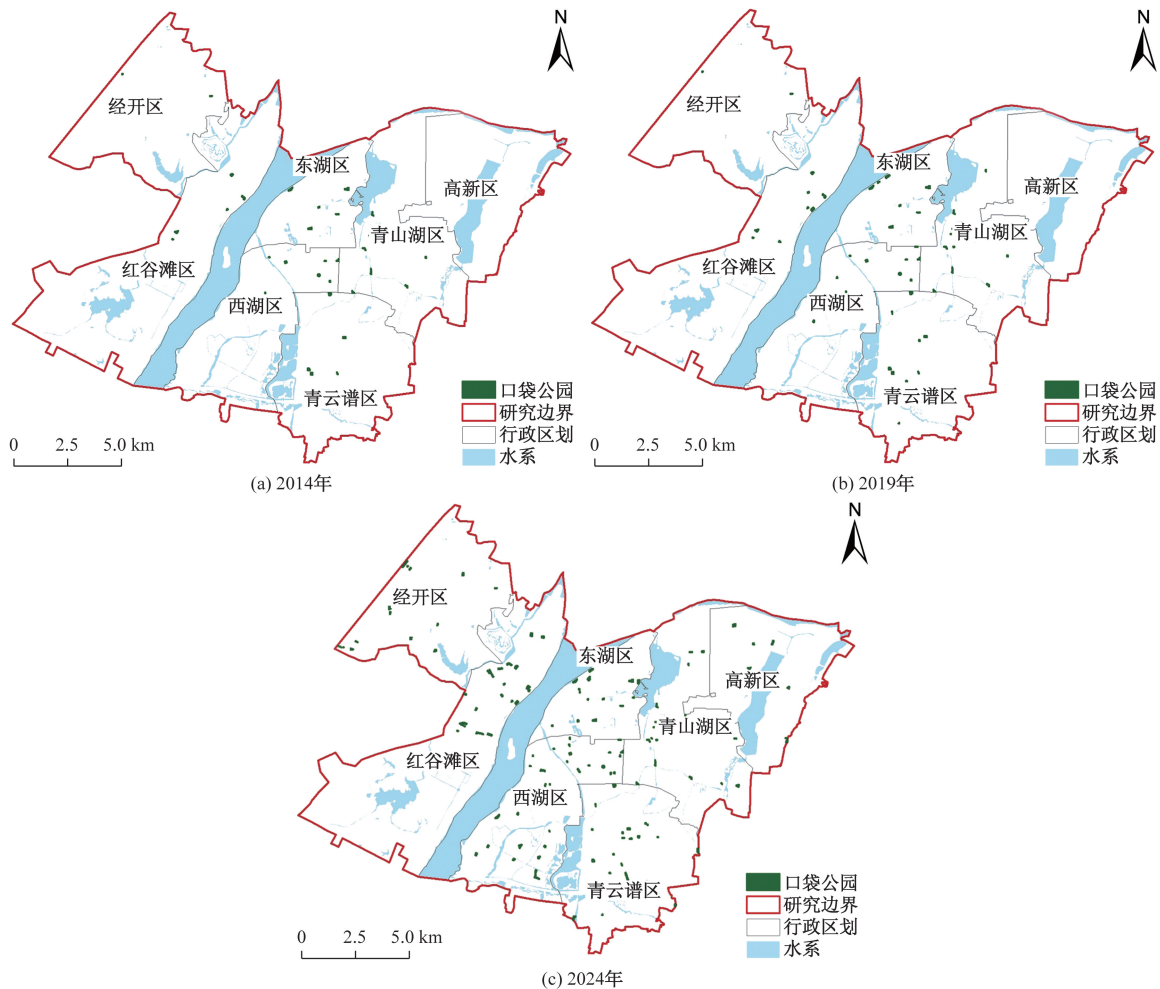 N
经开区
东湖区
高新区
青山湖区
红谷滩区
西湖区
青云谱区
口袋公园
研究边界
行政区划
水系
0 2.5 5.0 km
(a) 2014年
N
经开区
东湖区
高新区
青山湖区
红谷滩区
西湖区
青云谱区
口袋公园
研究边界
行政区划
水系
0 2.5 5.0 km
(b) 2019年
N
经开区
东湖区
高新区
青山湖区
红谷滩区
西湖区
青云谱区
口袋公园
研究边界
行政区划
水系
0 2.5 5.0 km
(c) 2024年